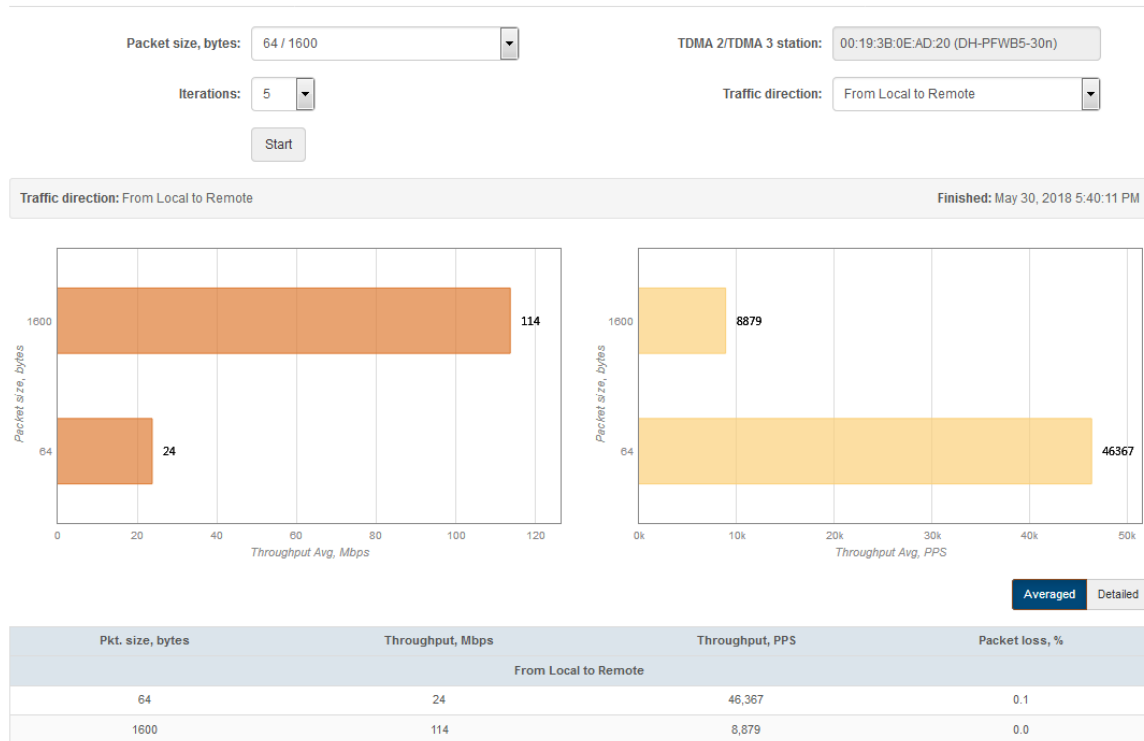 Packet size, bytes: 64 / 1600 TDMA 2/TDMA 3 station: 00:19:3B:0E:AD:20 (DH-PFWB5-30n)
Iterations: 5 Traffic direction: From Local to Remote
Start
Traffic direction: From Local to Remote Finished: May 30, 2018 5:40:11 PM
Packet size, bytes
1600 114
64 24
0 20 40 60 80 100 120
Throughput Avg, Mbps
Packet size, bytes
1600 8879
64 46367
0k 10k 20k 30k 40k 50k
Throughput Avg, PPS
Averaged Detailed
Pkt. size, bytes Throughput, Mbps Throughput, PPS Packet loss, %
From Local to Remote
64 24 46,367 0.1
1600 114 8,879 0.0